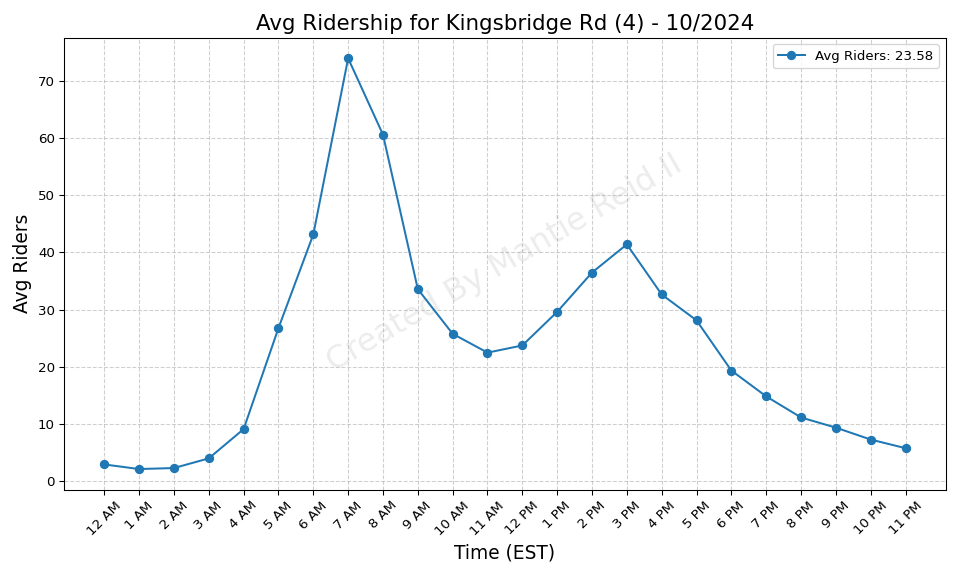 Avg Ridership for Kingsbridge Rd (4) - 10/2024
Avg Riders: 23.58
70
60
50
40
30
20
10
0
Avg Riders
Created By Mantie Reid II
12 AM 1 AM 2 AM 3 AM 4 AM 5 AM 6 AM 7 AM 8 AM 9 AM 10 AM 11 AM 12 PM 1 PM 2 PM 3 PM 4 PM 5 PM 6 PM 7 PM 8 PM 9 PM 10 PM 11 PM
Time (EST)